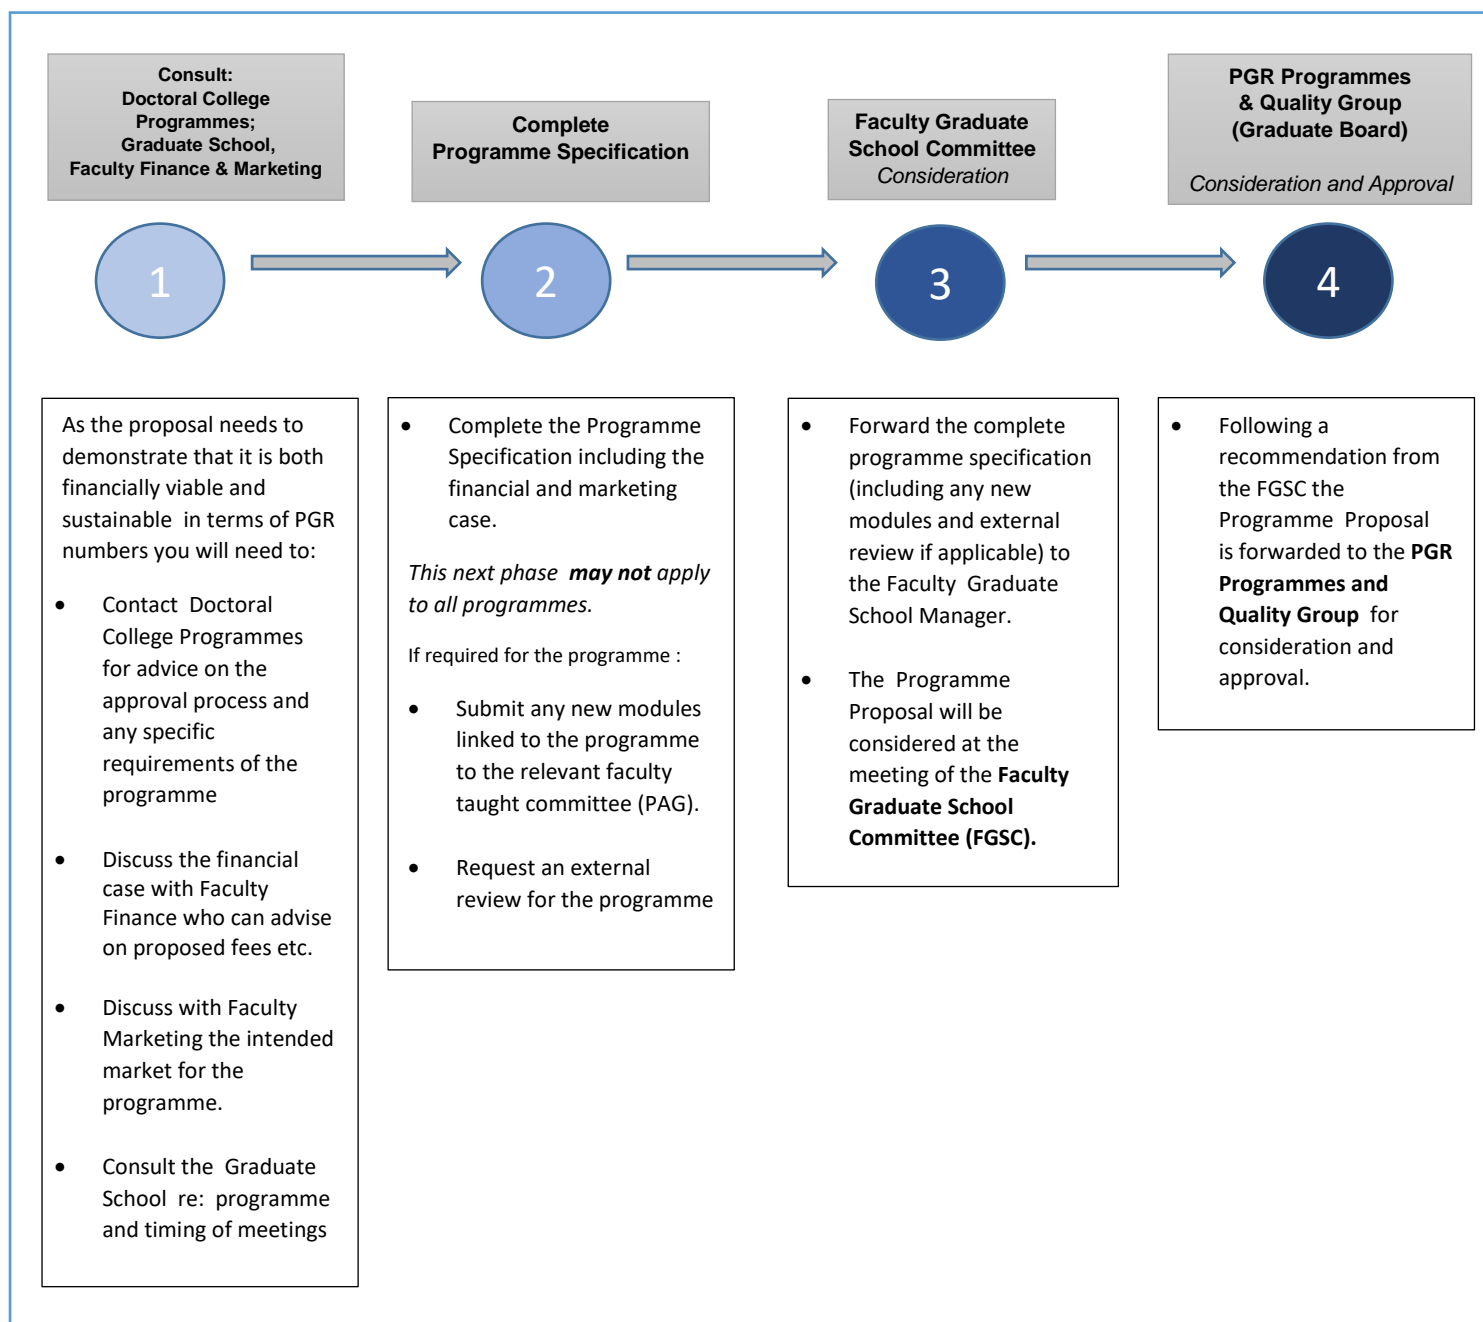 Consult:
Doctoral College
Programmes;
Graduate School,
Faculty Finance & Marketing
Complete
Programme Specification
Faculty Graduate
School Committee
Consideration
PGR Programmes
& Quality Group
(Graduate Board)
Consideration and Approval
1
2
3
4
As the proposal needs to
demonstrate that it is both
financially viable and
sustainable in terms of PGR
numbers you will need to:
• Contact Doctoral
College Programmes
for advice on the
approval process and
any specific
requirements of the
programme
• Discuss the financial
case with Faculty
Finance who can advise
on proposed fees etc.
• Discuss with Faculty
Marketing the intended
market for the
programme.
• Consult the Graduate
School re: programme
and timing of meetings
• Complete the Programme
Specification including the
financial and marketing
case.
This next phase may not apply
to all programmes.
If required for the programme :
• Submit any new modules
linked to the programme
to the relevant faculty
taught committee (PAG).
• Request an external
review for the programme
• Forward the complete
programme specification
(including any new
modules and external
review if applicable) to
the Faculty Graduate
School Manager.
• The Programme
Proposal will be
considered at the
meeting of the Faculty
Graduate School
Committee (FGSC).
• Following a
recommendation from
the FGSC the
Programme Proposal
is forwarded to the PGR
Programmes and
Quality Group for
consideration and
approval.